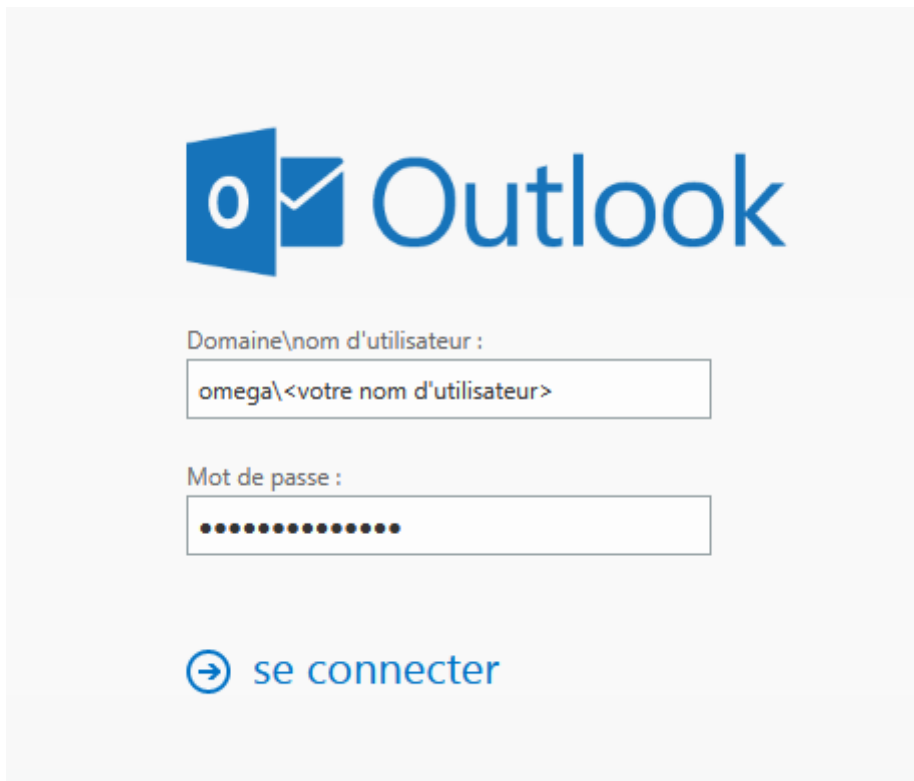 Outlook
Domaine\nom d'utilisateur :
omega\<votre nom d'utilisateur>
Mot de passe :
••••••••••••••
se connecter